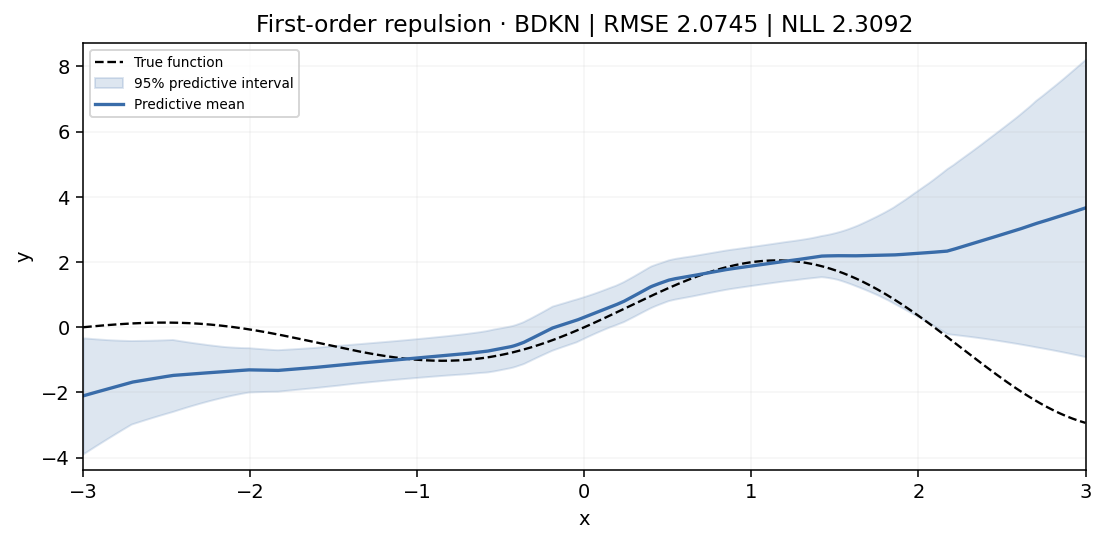 First-order repulsion · BDKN | RMSE 2.0745 | NLL 2.3092
True function
95% predictive interval
Predictive mean
y
8
6
4
2
0
−2
−4
−3
−2
−1
0
1
2
3
x